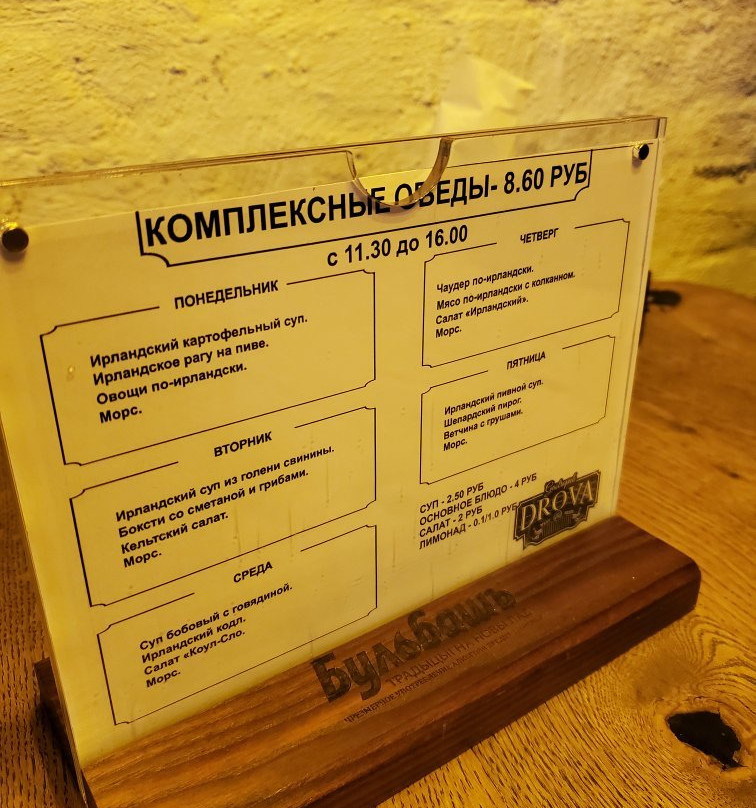 КОМПЛЕКСНЫЕ ОБЕДЫ- 8.60 РУБ
с 11.30 до 16.00
ПОНЕДЕЛЬНИК
Ирландский картофельный суп.
Ирландское рагу на пиве.
Овощи по-ирландски.
Морс.
ВТОРНИК
Ирландский суп из голени свинины.
Боксти со сметаной и грибами.
Кельтский салат.
Морс.
СРЕДА
Суп бобовый с говядиной.
Ирландский кодл.
Салат «Коул-Сло.
Морс.
ЧЕТВЕРГ
Чаудер по-ирландски.
Мясо по-ирландски с колканном.
Салат «Ирландский».
Морс.
ПЯТНИЦА
Ирландский пивной суп.
Шепардский пирог.
Ветчина с грушами.
Морс.
СУП - 2.50 РУБ
ОСНОВНОЕ БЛЮДО - 4 РУБ
САЛАТ - 2 РУБ
ЛИМОНАД - 0.1/1.0 РУБ
DROVA
Бульбашъ